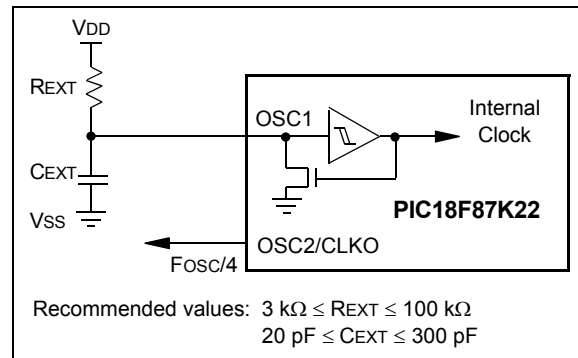 VDD
REXT
OSC1
Internal
Clock
CEXT
PIC18F87K22
VSS
OSC2/CLKO
FOSC/4
Recommended values: 3 kΩ ≤ REXT ≤ 100 kΩ
20 pF ≤ CEXT ≤ 300 pF